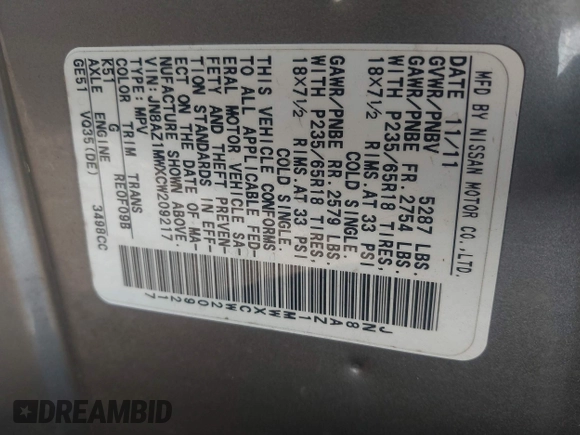 MFD BY NISSAN MOTOR CO.,LTD.
DATE 11/11
GVWR/PNBV 5287 LBS.
GAWR/PNBE FR. 2754 LBS.
WITH P235/65R18 TIRES,
18X7½ RIMS.AT 33 PSI
COLD SINGLE.
GAWR/PNBE RR. 2579 LBS.
WITH P235/65R18 TIRES,
18X7½ RIMS.AT 33 PSI
COLD SINGLE.
THIS VEHICLE CONFORMS
TO ALL APPLICABLE FED-
ERAL MOTOR VEHICLE SA-
FETY AND THEFT PREVEN-
TION STANDARDS IN EFF-
ECT ON THE DATE OF MA-
NUFACTURE SHOWN ABOVE.
VIN:JN8AZ1MWXCW209217
TYPE:MPV
COLOR TRIM TRANS
K51 G RE0F09B
AXLE ENGINE
GE51 VQ35(DE) 3498CC
JN8AZ1MWXCW209217
DREAMBID